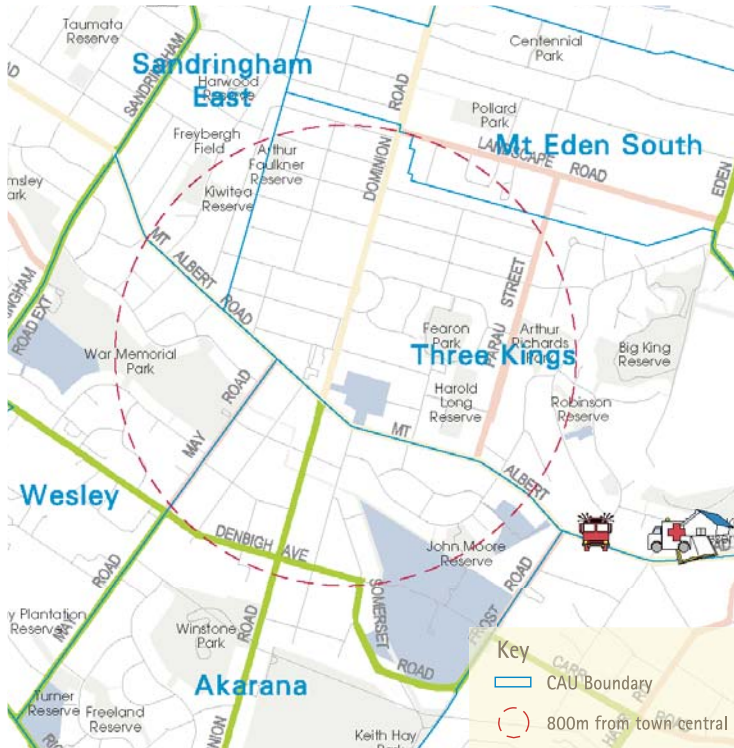 Taumata
Reserve
SANDRINGHAM
Sandringham
East
Harwood
Centennial
Park
ROAD
Pollard
Park
Freybergh
Field
Arthur
Faulkner
Reserve
Kiwitea
Reserve
DOMINION
LANDSCAPE
ROAD
Mt Eden South
EDEN
MT ALBERT ROAD
ROAD EXT
War Memorial
Park
MAY ROAD
Fearon
Park
PARAU STREET
Arthur
Richards
Three Kings
Big King
Reserve
Harold
Long
Reserve
Robinson
Reserve
MT ALBERT
Wesley
DENBIGH AVE
John Moore
Reserve
MAY ROAD
SOMERSET
ROAD
FROST ROAD
Winstone
Park
ROAD
Akarana
Turner
Reserve
Freeland
Reserve
Keith Hay
Key
CAU Boundary
800m from town central